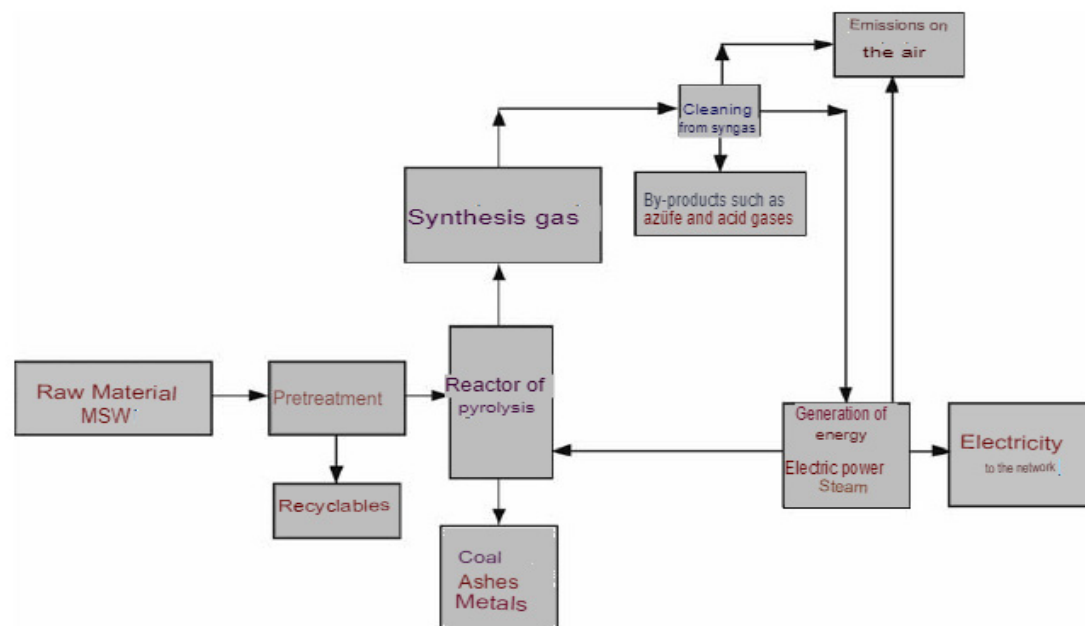 Emissions on
the air
Cleaning
from syngas
Synthesis gas
By-products such as
azüfe and acid gases
Raw Material
MSW
Pretreatment
Reactor of
pyrolysis
Generation of
energy
Electric power
Steam
Electricity
to the network
Recyclables
Coal
Ashes
Metals